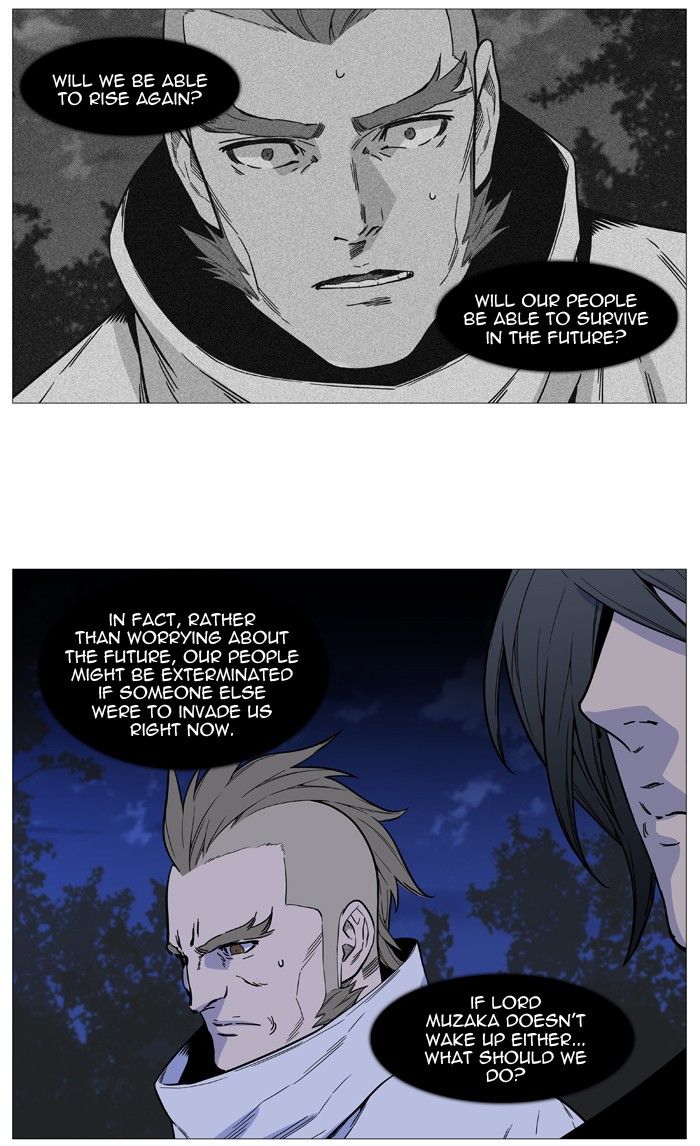 WILL WE BE ABLE
TO RISE AGAIN?
WILL OUR PEOPLE
BE ABLE TO SURVIVE
IN THE FUTURE?
IN FACT, RATHER
THAN WORRYING ABOUT
THE FUTURE, OUR PEOPLE
MIGHT BE EXTERMINATED
IF SOMEONE ELSE
WERE TO INVADE US
RIGHT NOW.
IF LORD
MUZAKA DOESN'T
WAKE UP EITHER...
WHAT SHOULD WE
DO?